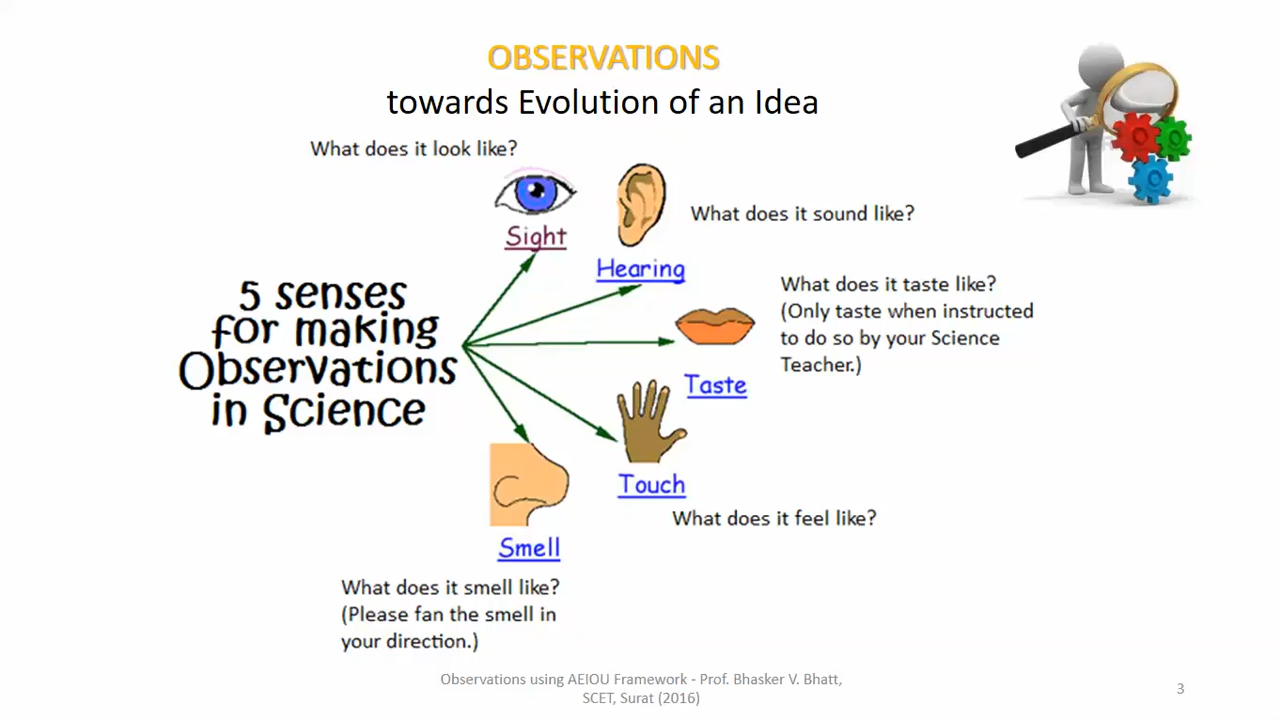 OBSERVATIONS
towards Evolution of an Idea
What does it look like?
Sight
What does it sound like?
Hearing
5 senses
for making
Observations
in Science
What does it taste like?
(Only taste when instructed
to do so by your Science
Teacher.)
Taste
Touch
What does it feel like?
Smell
What does it smell like?
(Please fan the smell in
your direction.)
Observations using AEIOU Framework - Prof. Bhasker V. Bhatt,
SCET, Surat (2016)
3